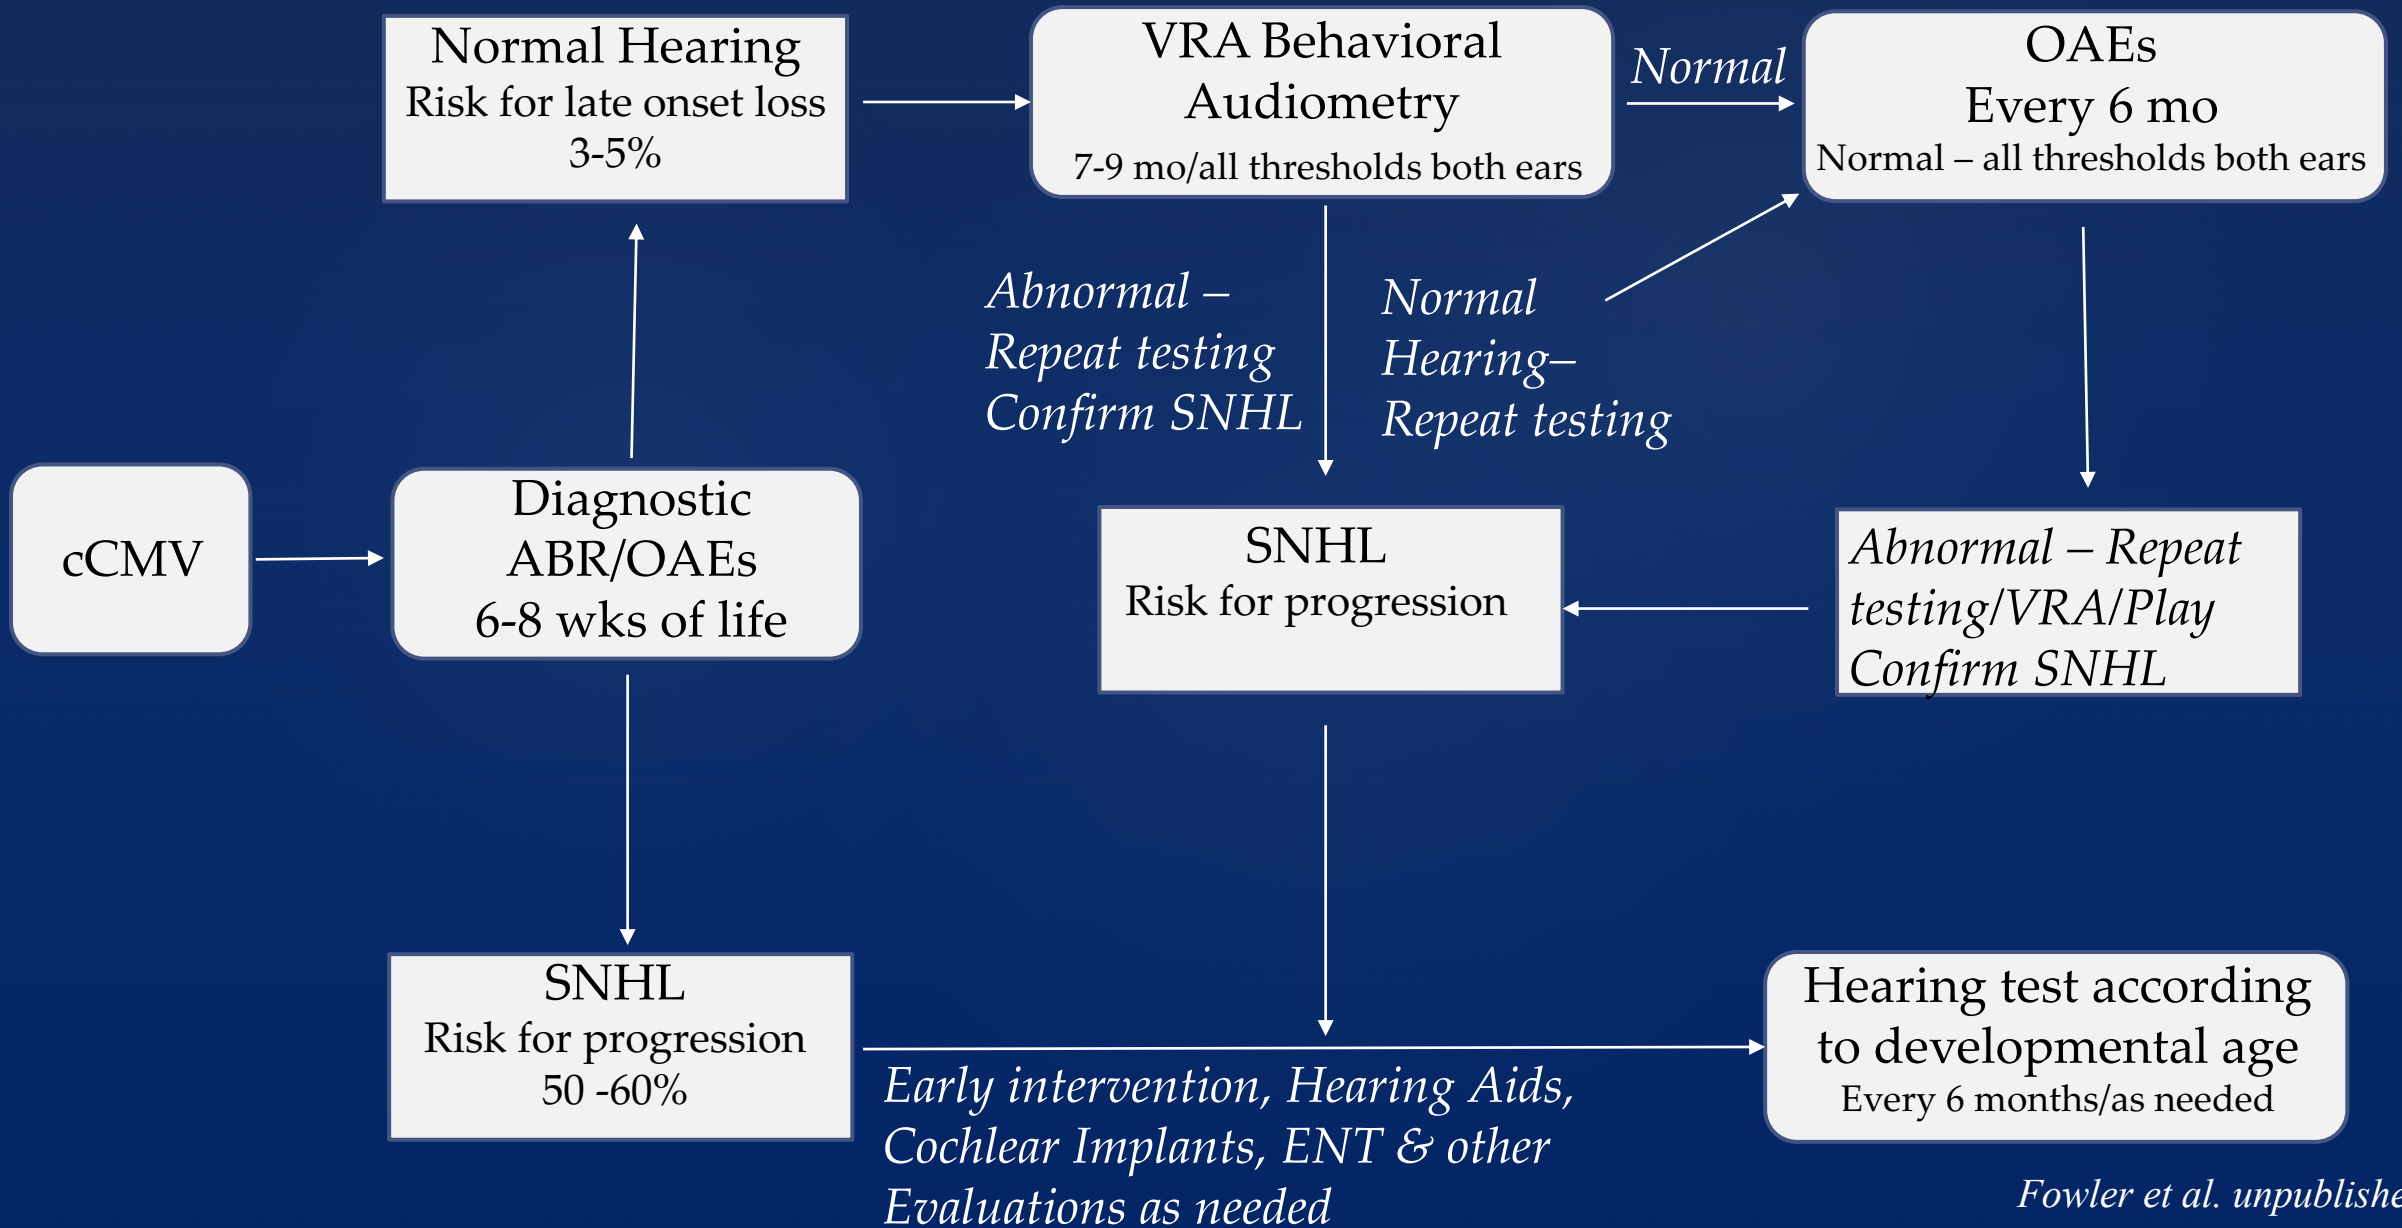 Normal Hearing
Risk for late onset loss
3-5%
VRA Behavioral
Audiometry
7-9 mo/all thresholds both ears
Normal
OAEs
Every 6 mo
Normal – all thresholds both ears
Abnormal –
Repeat testing
Confirm SNHL
Normal
Hearing–
Repeat testing
cCMV
Diagnostic
ABR/OAEs
6-8 wks of life
SNHL
Risk for progression
Abnormal – Repeat
testing/VRA/Play
Confirm SNHL
SNHL
Risk for progression
50 -60%
Early intervention, Hearing Aids,
Cochlear Implants, ENT & other
Evaluations as needed
Hearing test according
to developmental age
Every 6 months/as needed
Fowler et al. unpublishe